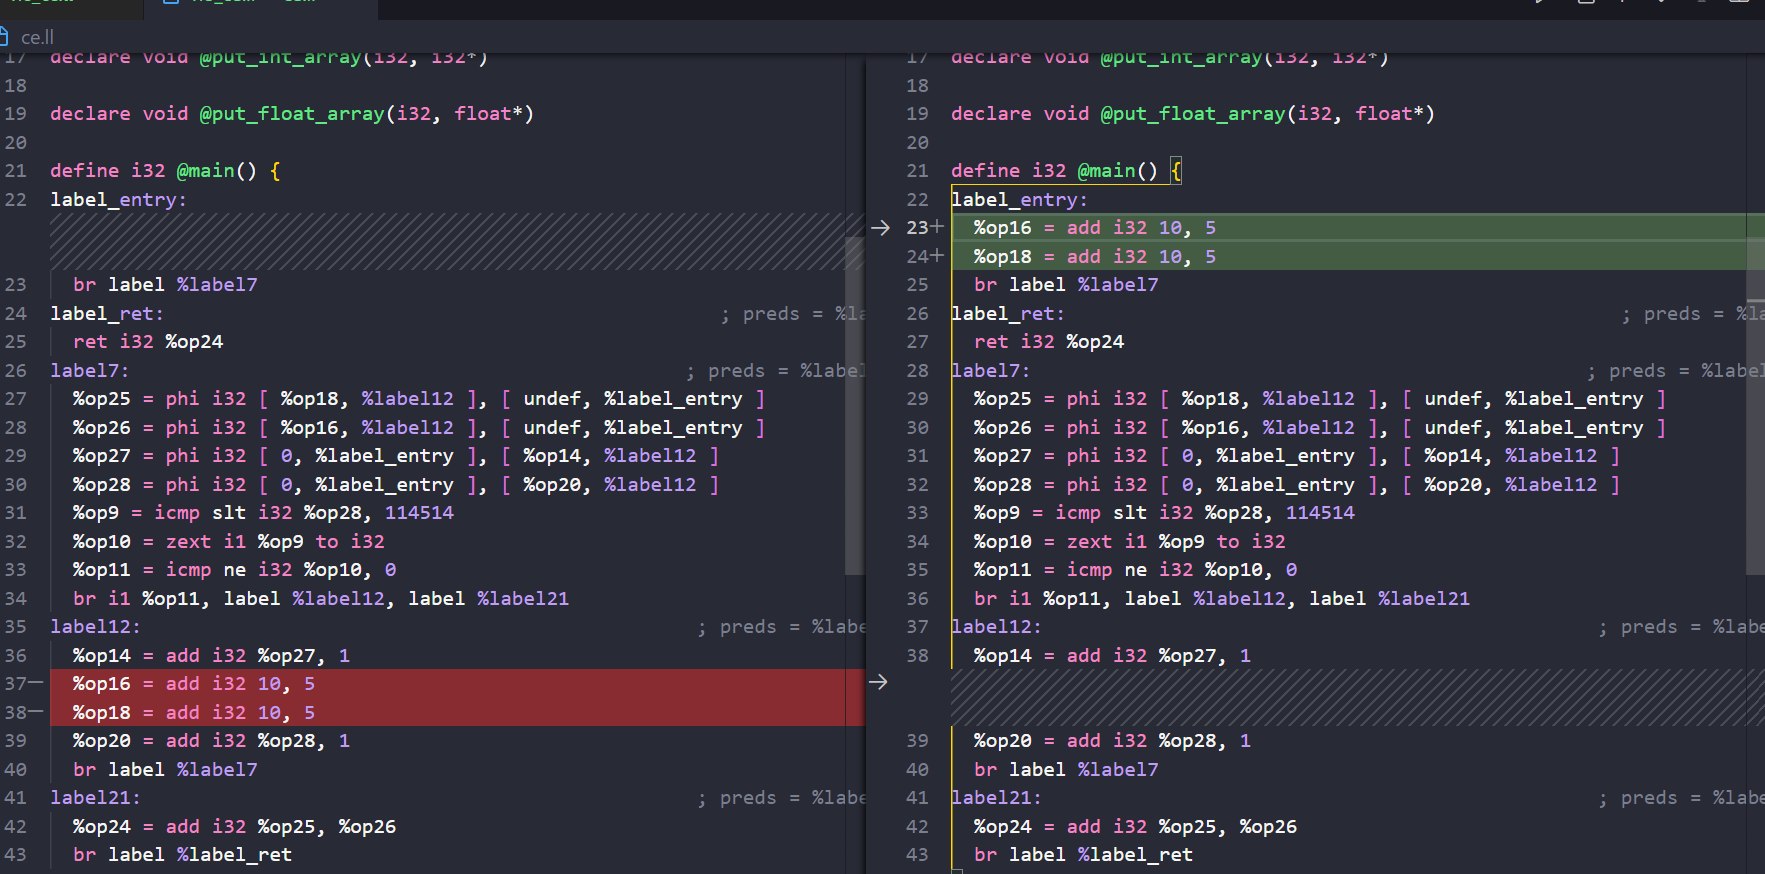 ce.ll
17 declare void @put_int_array(i32, i32*)
18
19 declare void @put_float_array(i32, float*)
20
21 define i32 @main() {
22 label_entry:
23 br label %label7
24 label_ret: ; preds =
25 ret i32 %op24
26 label7: ; preds =
27 %op25 = phi i32 [ %op18, %label12 ], [ undef, %label_entry ]
28 %op26 = phi i32 [ %op16, %label12 ], [ undef, %label_entry ]
29 %op27 = phi i32 [ 0, %label_entry ], [ %op14, %label12 ]
30 %op28 = phi i32 [ 0, %label_entry ], [ %op20, %label12 ]
31 %op9 = icmp slt i32 %op28, 114514
32 %op10 = zext i1 %op9 to i32
33 %op11 = icmp ne i32 %op10, 0
34 br i1 %op11, label %label12, label %label21
35 label12: ; preds =
36 %op14 = add i32 %op27, 1
37— %op16 = add i32 10, 5
38— %op18 = add i32 10, 5
39 %op20 = add i32 %op28, 1
40 br label %label7
41 label21: ; preds =
42 %op24 = add i32 %op25, %op26
43 br label %label_ret
17 declare void @put_int_array(i32, i32*)
18
19 declare void @put_float_array(i32, float*)
20
21 define i32 @main() {
22 label_entry:
23+ %op16 = add i32 10, 5
24+ %op18 = add i32 10, 5
25 br label %label7
26 label_ret: ; preds =
27 ret i32 %op24
28 label7: ; preds =
29 %op25 = phi i32 [ %op18, %label12 ], [ undef, %label_entry ]
30 %op26 = phi i32 [ %op16, %label12 ], [ undef, %label_entry ]
31 %op27 = phi i32 [ 0, %label_entry ], [ %op14, %label12 ]
32 %op28 = phi i32 [ 0, %label_entry ], [ %op20, %label12 ]
33 %op9 = icmp slt i32 %op28, 114514
34 %op10 = zext i1 %op9 to i32
35 %op11 = icmp ne i32 %op10, 0
36 br i1 %op11, label %label12, label %label21
37 label12: ; preds =
38 %op14 = add i32 %op27, 1
39 %op20 = add i32 %op28, 1
40 br label %label7
41 label21: ; preds =
42 %op24 = add i32 %op25, %op26
43 br label %label_ret